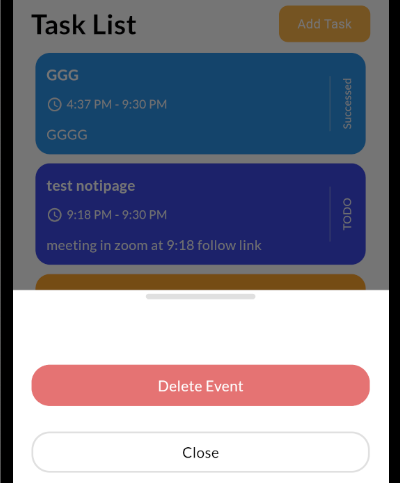 Task List
Add Task
GGG
4:37 PM - 9:30 PM
GGGG
Successed
test notipage
9:18 PM - 9:30 PM
meeting in zoom at 9:18 follow link
TODO
Delete Event
Close